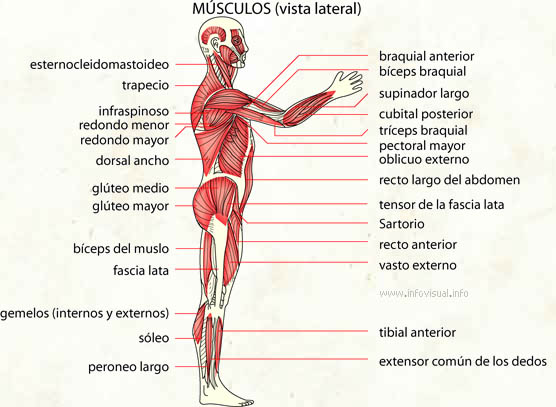 MÚSCULOS (vista lateral)
esternocleidomastoideo
trapecio
infraspinoso
redondo menor
redondo mayor
dorsal ancho
glúteo medio
glúteo mayor
bíceps del muslo
fascia lata
gemelos (internos y externos)
sóleo
peroneo largo
braquial anterior
bíceps braquial
supinador largo
cubital posterior
tríceps braquial
pectoral mayor
oblicuo externo
recto largo del abdomen
tensor de la fascia lata
Sartorio
recto anterior
vasto externo
www.infovisual.info
tibial anterior
extensor común de los dedos